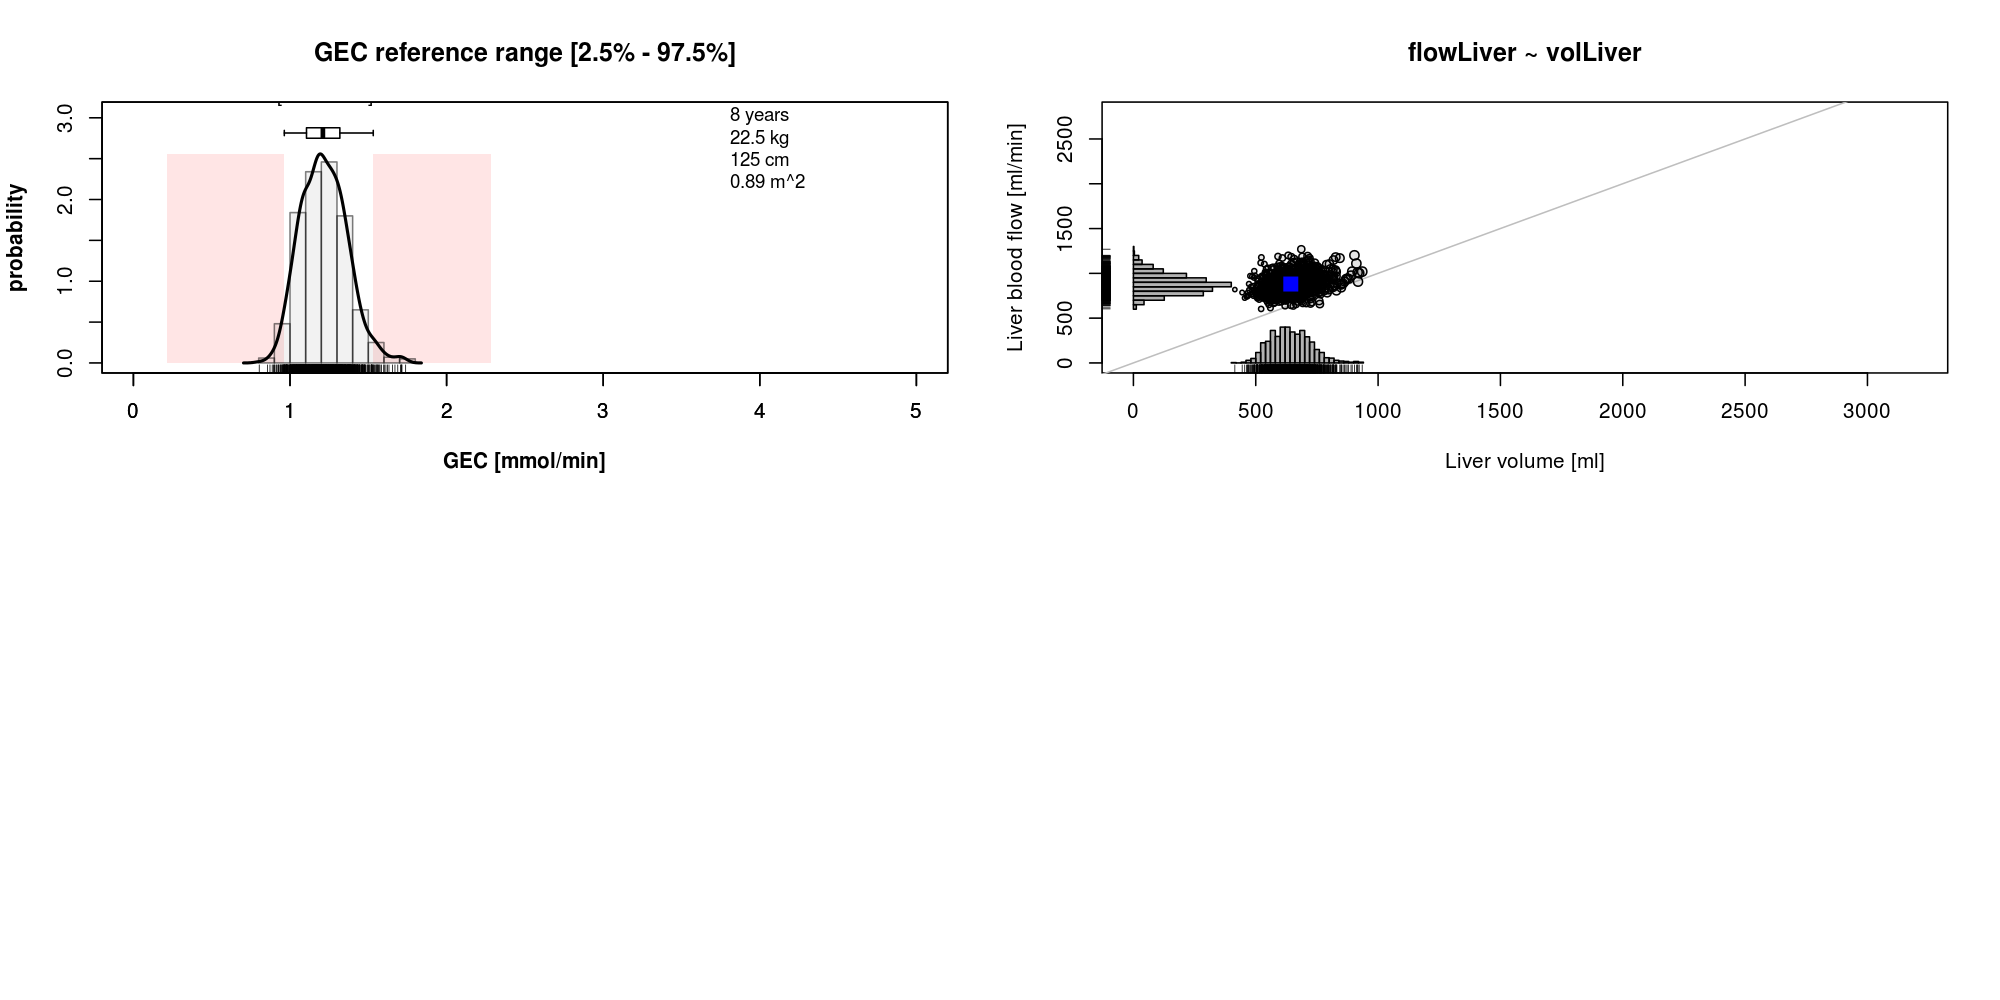 GEC reference range [2.5% - 97.5%]
8 years
22.5 kg
125 cm
0.89 m^2
probability
3.0
2.0
1.0
0.0
0 1 2 3 4 5
GEC [mmol/min]
flowLiver ~ volLiver
Liver blood flow [ml/min]
2500
1500
500
0
0 500 1000 1500 2000 2500 3000
Liver volume [ml]